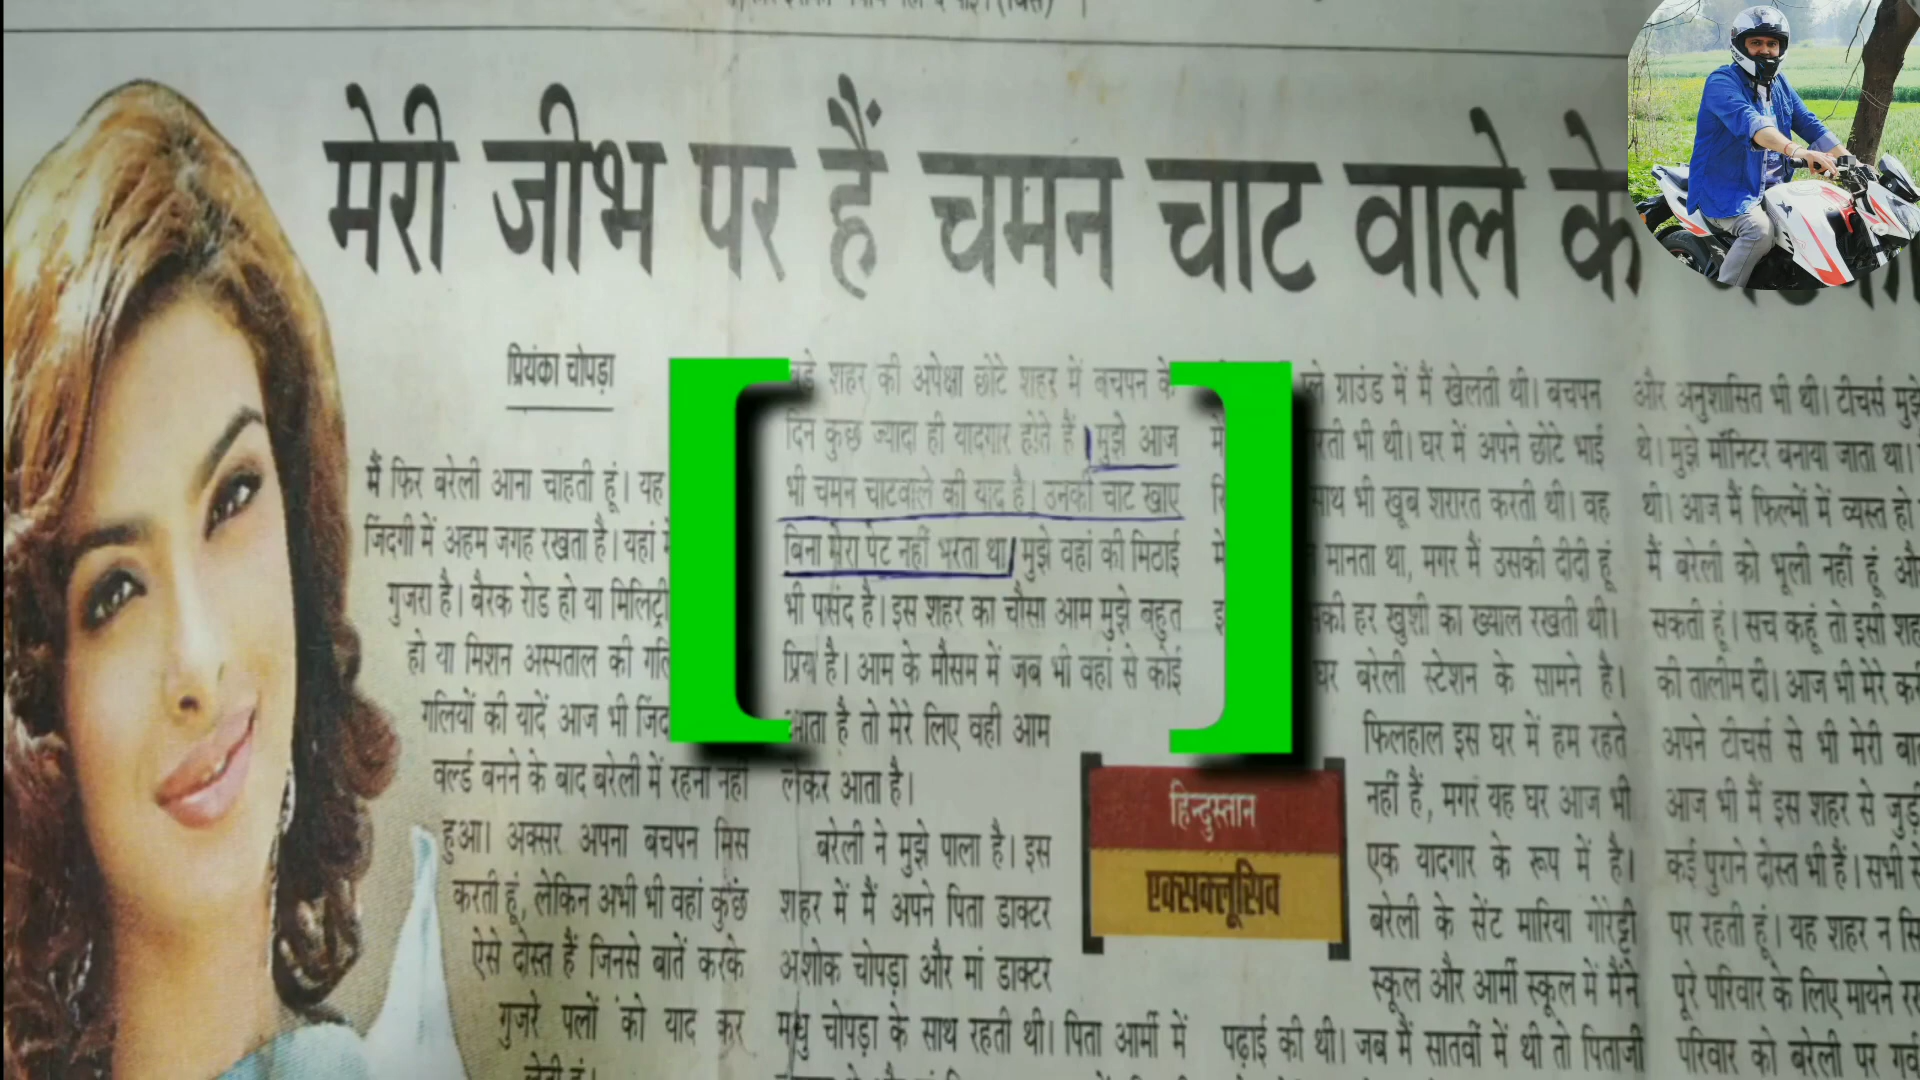 मेरी जीभ पर हैं चमन चाट वाले के
प्रियंका चोपड़ा
मैं फिर बरेली आना चाहती हूं। यह
जिंदगी में अहम जगह रखता है। यहां
गुजरा है। बैरक रोड हो या मिलिट्री
हो या मिशन अस्पताल की
गलियों की यादें आज भी
वर्ल्ड बनने के बाद बरेली में रहना नहीं
हुआ। अक्सर अपना बचपन मिस
करती हूं, लेकिन अभी भी वहां कुछ
ऐसे दोस्त हैं जिनसे बातें करके
गुजरे पलों को याद कर
लेती हूं।
बड़े शहर की अपेक्षा छोटे शहर में बचपन के
दिन कुछ ज्यादा ही यादगार होते हैं। मुझे आज
भी चमन चाटवाले की याद है। उनकी चाट खाए
बिना मेरा पेट नहीं भरता था। मुझे वहां की मिठाई
भी पसंद है। इस शहर का चौसा आम मुझे बहुत
प्रिय है। आम के मौसम में जब भी वहां से कोई
आता है तो मेरे लिए वही आम
लेकर आता है।
बरेली ने मुझे पाला है। इस
शहर में मैं अपने पिता डाक्टर
अशोक चोपड़ा और मां डाक्टर
मधु चोपड़ा के साथ रहती थी। पिता आर्मी में
हिन्दुस्तान
एक्सक्लूसिव
ग्राउंड में मैं खेलती थी। बचपन
भी थी। घर में अपने छोटे भाई
साथ भी खूब शरारत करती थी। वह
मानता था, मगर मैं उसकी दीदी हूं
हर खुशी का ख्याल रखती थी।
घर बरेली स्टेशन के सामने है।
फिलहाल इस घर में हम रहते
नहीं हैं, मगर यह घर आज भी
एक यादगार के रूप में है।
बरेली के सेंट मारिया गोरेट्टी
स्कूल और आर्मी स्कूल में मैंने
पढ़ाई की थी। जब मैं सातवीं में थी तो पिताजी
और अनुशासित भी थी। टीचर्स मुझे
थे। मुझे मॉनिटर बनाया जाता था।
थी। आज मैं फिल्मों में व्यस्त हो
मैं बरेली को भूली नहीं हूं और
सकती हूं। सच कहूं तो इसी
की तालीम दी। आज भी मेरे
अपने टीचर्स से भी मेरी
आज भी मैं इस शहर से जुड़ी
कई पुराने दोस्त भी हैं। सभी से
पर रहती हूं। यह शहर न
पूरे परिवार के लिए मायने
परिवार को बरेली पर गर्व